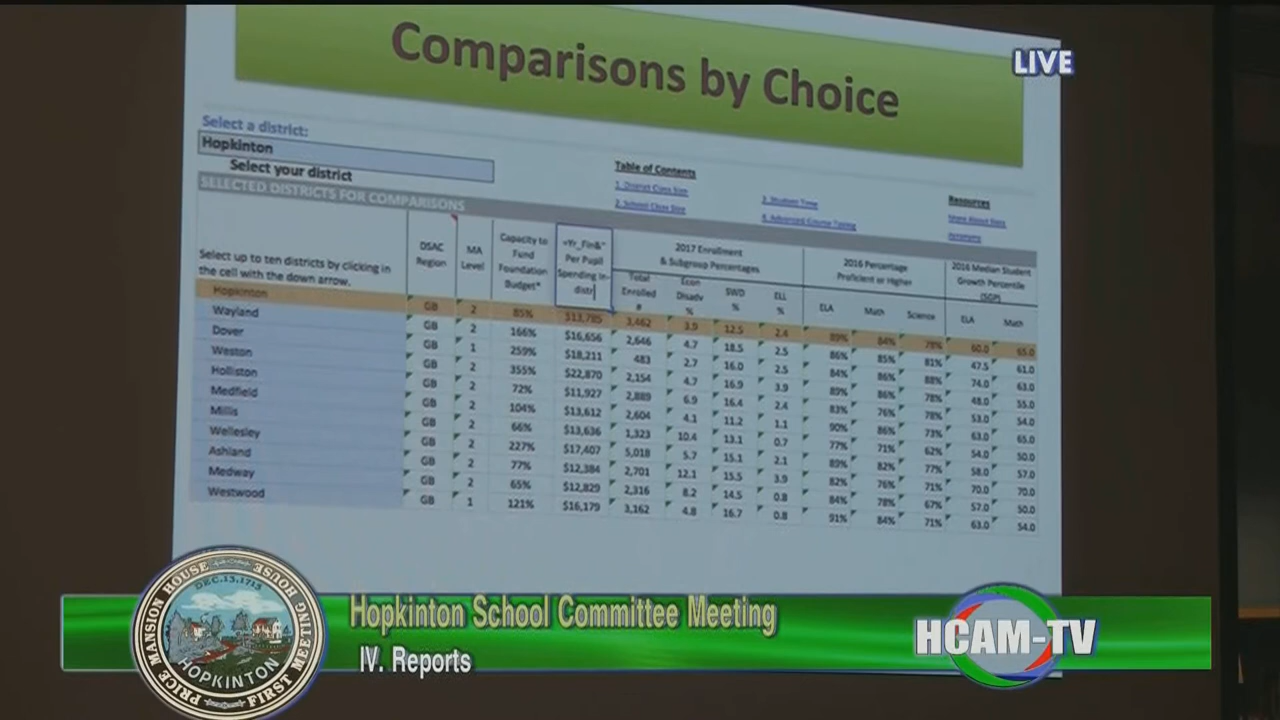 Comparisons by Choice
LIVE
Select a district:
Hopkinton
Select your district
Table of Contents
1. District Class Size
2. School Class Size
3. Student Time
4. Advanced Course Taking
Resources
More About Data
Acronyms
SELECTED DISTRICTS FOR COMPARISONS
Select up to ten districts by clicking in
the cell with the down arrow.
DSAC
Region
MA
Level
Capacity to
Fund
Foundation
Budget*
=Yr_Fin&"
Per Pupil
Spending In-
distr
2017 Enrollment
& Subgroup Percentages
Total
Enrolled
#
Econ
Disadv
%
SWD
%
ELL
%
2016 Percentage
Proficient or Higher
ELA Math Science
2016 Median Student
Growth Percentile
(SGP)
ELA Math
Hopkinton GB 2 85% $13,785 3,462 3.9 12.5 2.4 89% 84% 78% 60.0 65.0
Wayland GB 2 166% $16,656 2,646 4.7 18.5 2.5 86% 85% 81% 47.5 61.0
Dover GB 1 259% $18,211 483 2.7 16.0 2.5 84% 86% 88% 74.0 63.0
Weston GB 2 355% $22,870 2,154 4.7 16.9 3.9 89% 86% 78% 48.0 55.0
Holliston GB 2 72% $11,927 2,889 6.9 16.4 2.4 83% 76% 78% 53.0 54.0
Medfield GB 2 104% $13,612 2,604 4.1 11.2 1.1 90% 86% 73% 63.0 65.0
Millis GB 2 66% $13,636 1,323 10.4 13.1 0.7 77% 71% 62% 54.0 50.0
Wellesley GB 2 227% $17,407 5,018 5.7 15.1 2.1 89% 82% 77% 58.0 57.0
Ashland GB 2 77% $12,384 2,701 12.1 15.5 3.9 82% 76% 71% 70.0 70.0
Medway GB 2 65% $12,829 2,316 8.2 14.5 0.8 84% 78% 67% 57.0 50.0
Westwood GB 1 121% $16,179 3,162 4.8 16.7 0.8 91% 84% 71% 63.0 54.0
PRICE MANSION HOUSE
HOUSE FIRST MEETING
DEC.13.1715
HOPKINTON
Hopkinton School Committee Meeting
IV. Reports
HCAM-TV